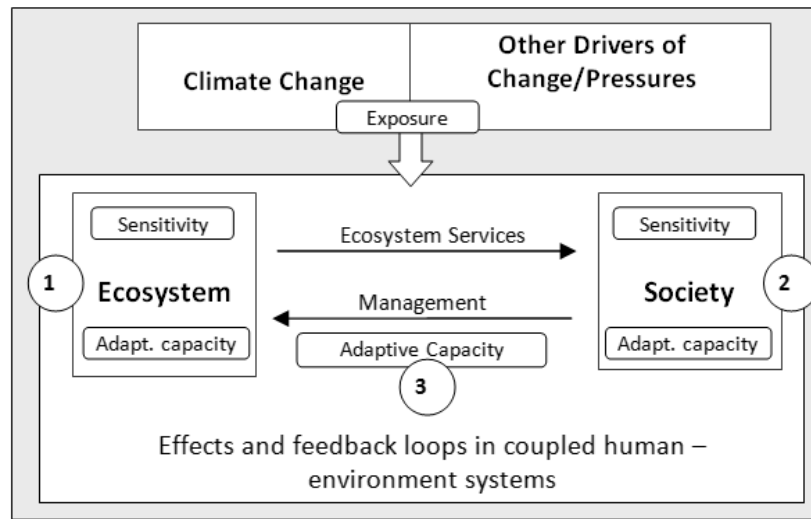 Climate Change
Other Drivers of
Change/Pressures
Exposure
Sensitivity
Ecosystem Services
Sensitivity
1
Ecosystem
Management
Society
2
Adapt. capacity
Adaptive Capacity
Adapt. capacity
3
Effects and feedback loops in coupled human –
environment systems